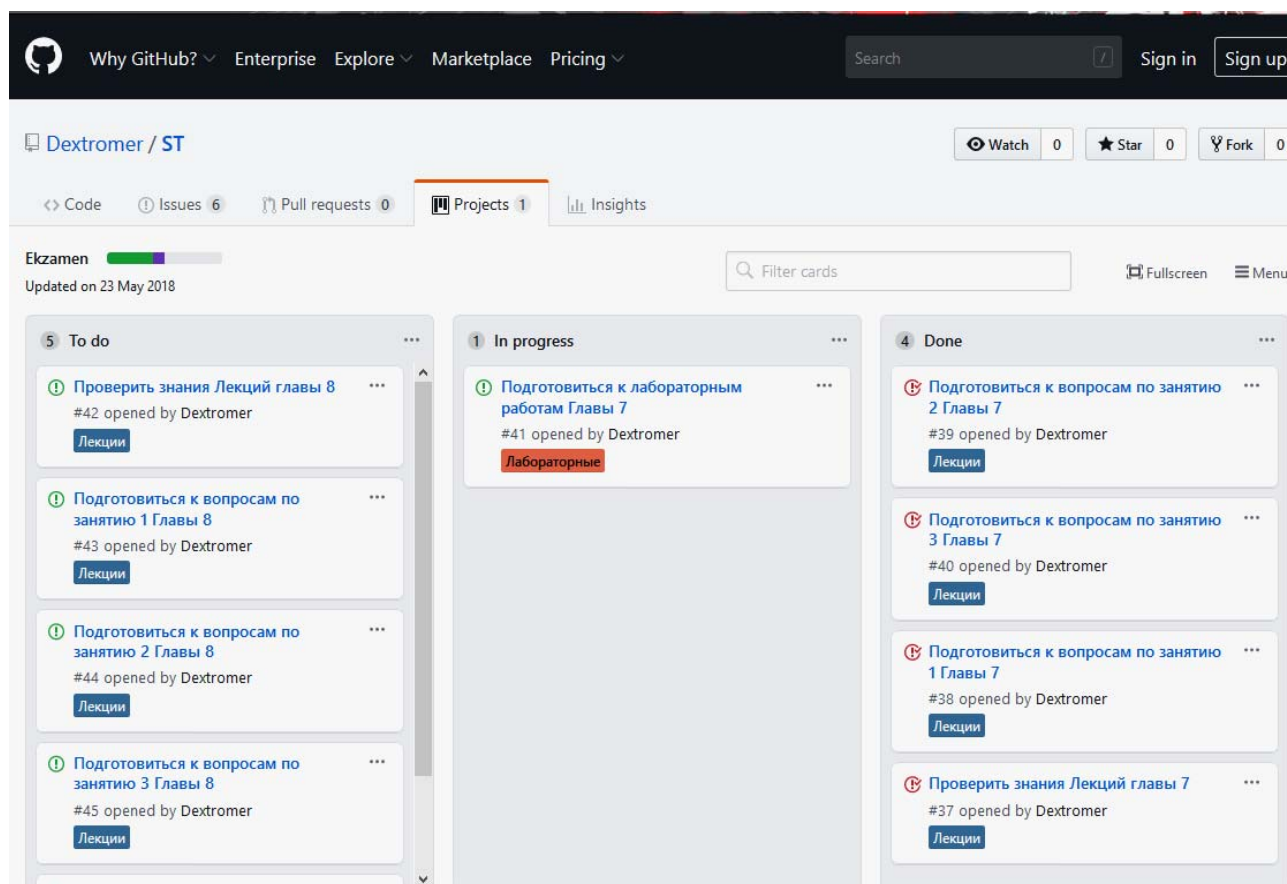 Why GitHub? Enterprise Explore Marketplace Pricing Search / Sign in Sign up
Dextromer / ST Watch 0 Star 0 Fork 0
Code Issues 6 Pull requests 0 Projects 1 Insights
Ekzamen
Updated on 23 May 2018
Filter cards
Fullscreen Menu
5 To do
Проверить знания Лекций главы 8
#42 opened by Dextromer
Лекции
Подготовиться к вопросам по
занятию 1 Главы 8
#43 opened by Dextromer
Лекции
Подготовиться к вопросам по
занятию 2 Главы 8
#44 opened by Dextromer
Лекции
Подготовиться к вопросам по
занятию 3 Главы 8
#45 opened by Dextromer
Лекции
1 In progress
Подготовиться к лабораторным
работам Главы 7
#41 opened by Dextromer
Лабораторные
4 Done
Подготовиться к вопросам по занятию
2 Главы 7
#39 opened by Dextromer
Лекции
Подготовиться к вопросам по занятию
3 Главы 7
#40 opened by Dextromer
Лекции
Подготовиться к вопросам по занятию
1 Главы 7
#38 opened by Dextromer
Лекции
Проверить знания Лекций главы 7
#37 opened by Dextromer
Лекции